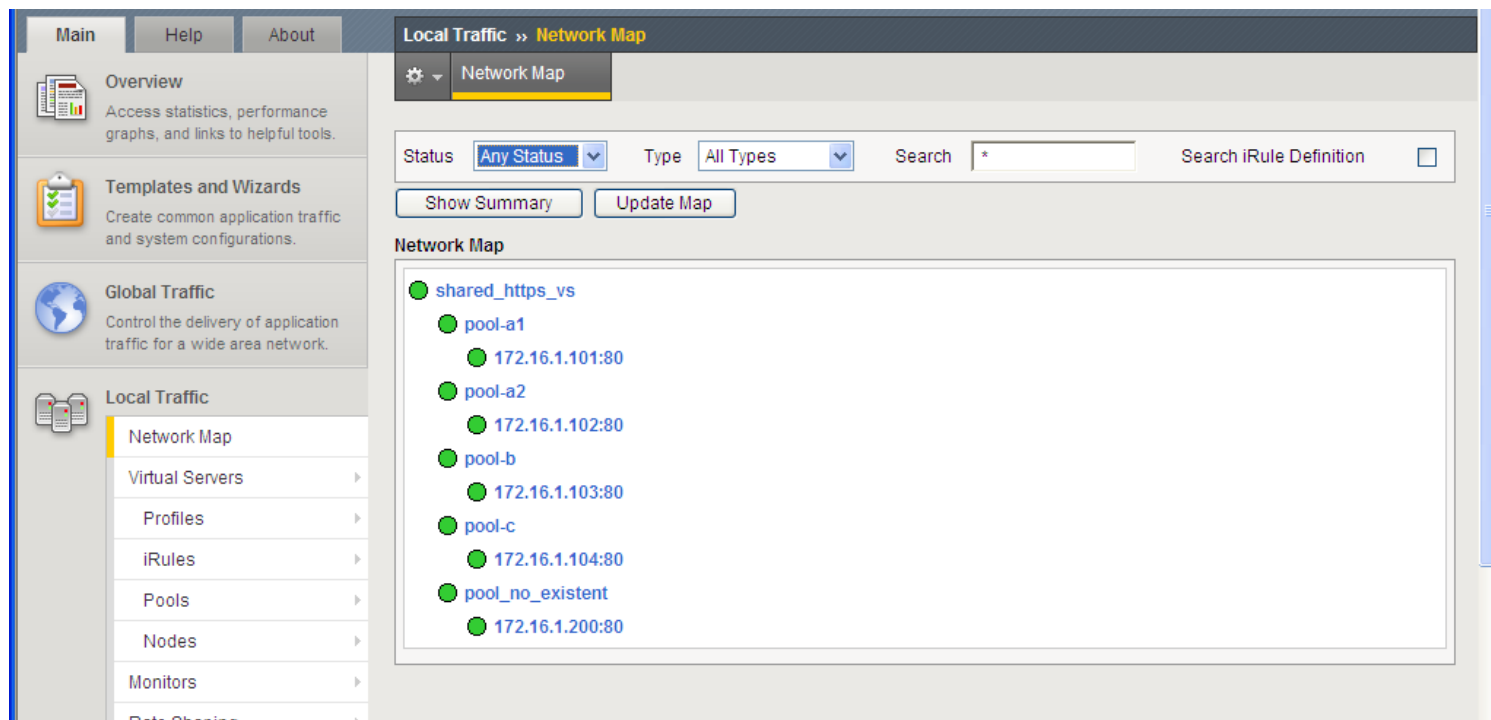 Main Help About
Overview
Access statistics, performance
graphs, and links to helpful tools.
Templates and Wizards
Create common application traffic
and system configurations.
Global Traffic
Control the delivery of application
traffic for a wide area network.
Local Traffic
Network Map
Virtual Servers
Profiles
iRules
Pools
Nodes
Monitors
Rate Shaping
Local Traffic ›› Network Map
Network Map
Status Any Status Type All Types Search * Search iRule Definition
Show Summary Update Map
Network Map
shared_https_vs
pool-a1
172.16.1.101:80
pool-a2
172.16.1.102:80
pool-b
172.16.1.103:80
pool-c
172.16.1.104:80
pool_no_existent
172.16.1.200:80